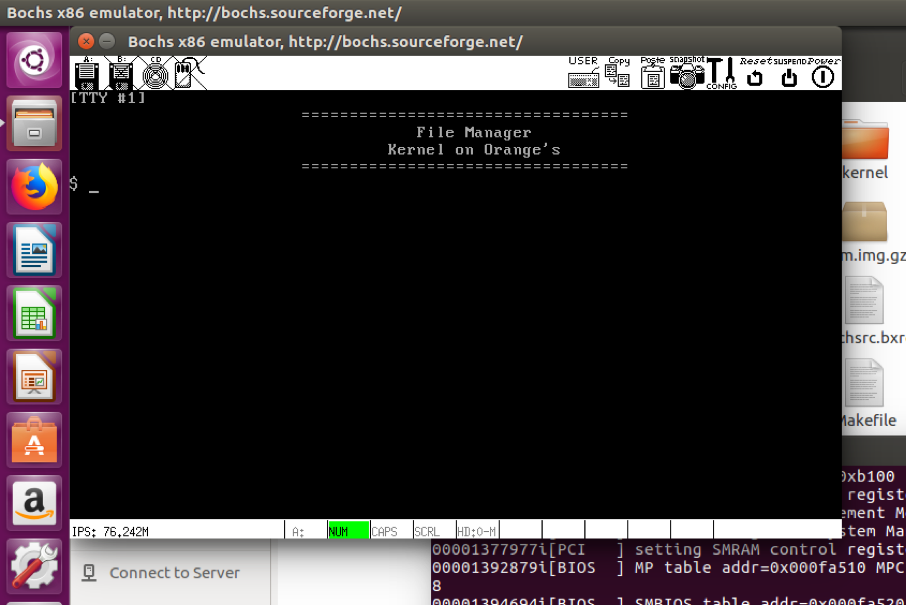 Bochs x86 emulator, http://bochs.sourceforge.net/
Bochs x86 emulator, http://bochs.sourceforge.net/
A: B: CD USER Copy Paste snapshot CONFIG Reset SUSPEND Power
[TTY #1]
==================================
File Manager
Kernel on Orange's
==================================
$ _
kernel
m.img.gz
chsrc.bxr
Makefile
IPS: 76.242M A: NUM CAPS SCRL HD:0-M
Connect to Server
0xb100
regist
ement M
stem Ma
00001377977i[PCI ] setting SMRAM control regist
00001392879i[BIOS ] MP table addr=0x000fa510 MPC
8
00001394694i[BIOS ] SMBIOS table addr=0x000fa520